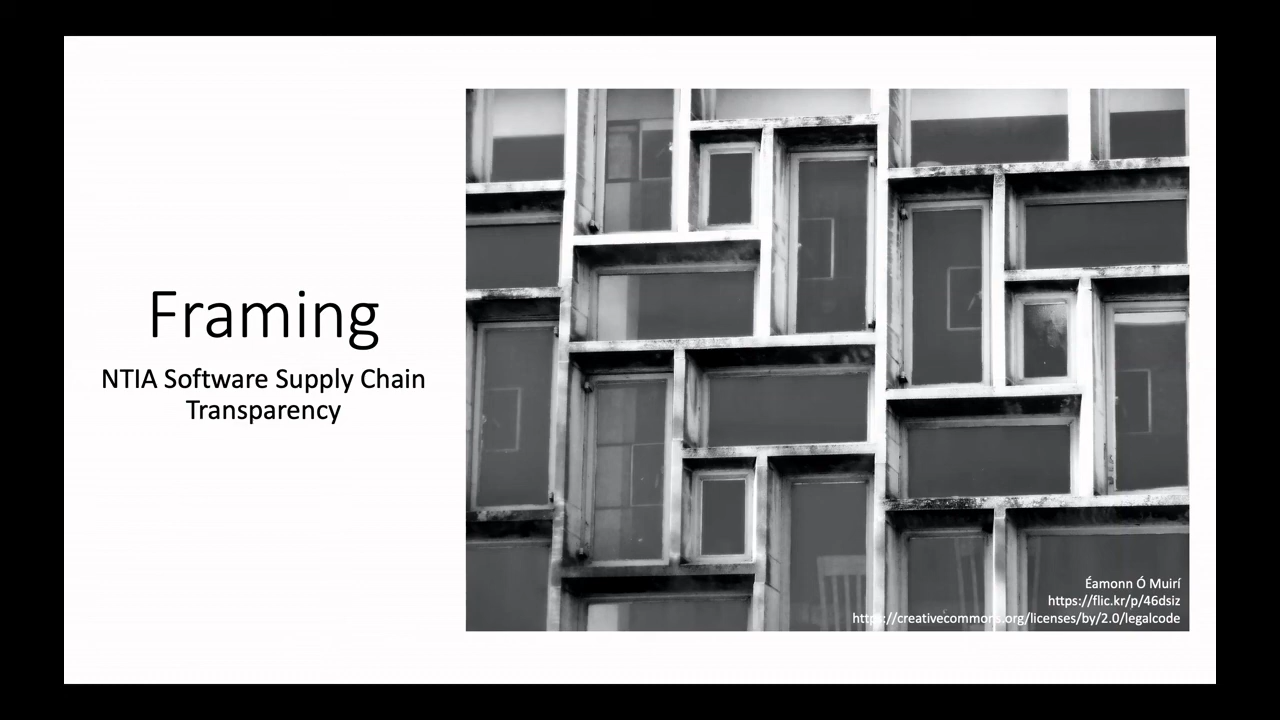 Framing
NTIA Software Supply Chain
Transparency
Éamonn Ó Muirí
https://flic.kr/p/46dsiz
https://creativecommons.org/licenses/by/2.0/legalcode